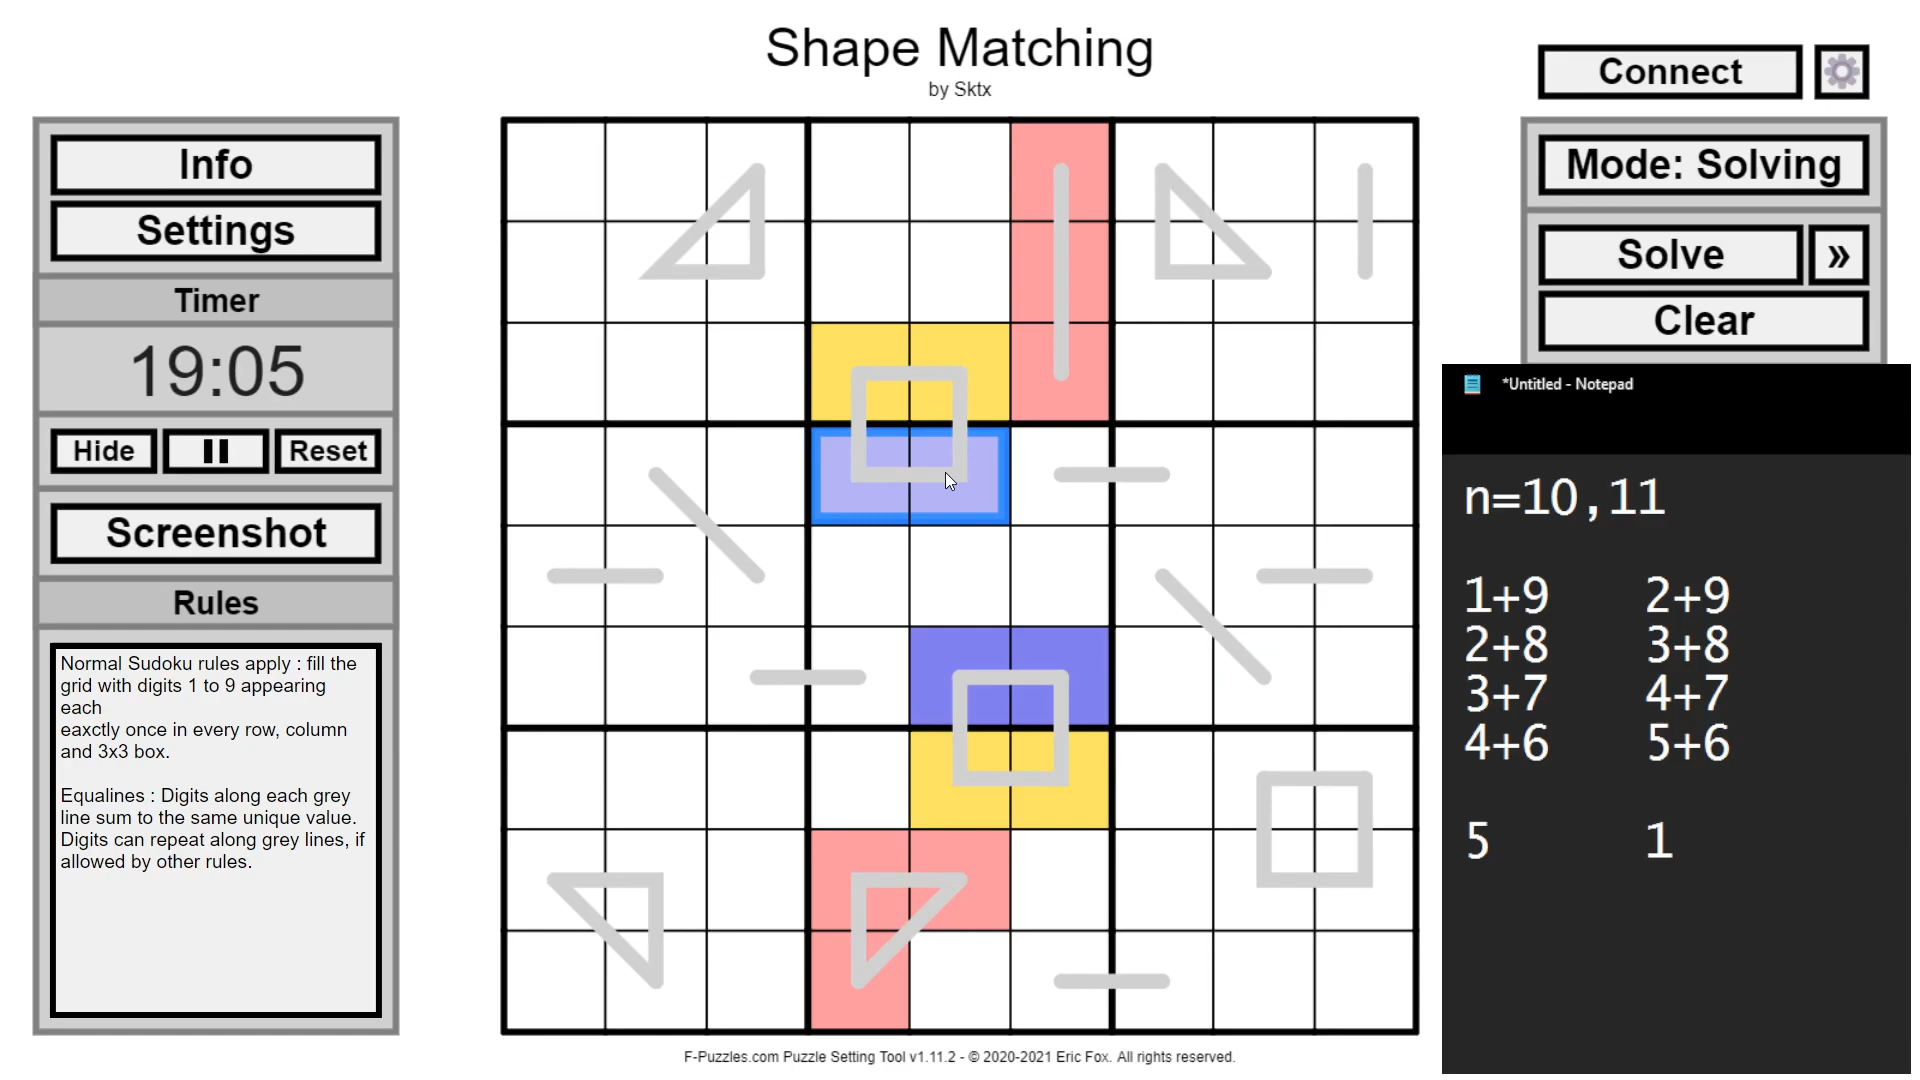 Shape Matching
by Sktx
Connect
Info
Settings
Timer
19:05
Hide
Reset
Screenshot
Rules
Normal Sudoku rules apply : fill the
grid with digits 1 to 9 appearing
each
eaxctly once in every row, column
and 3x3 box.
Equalines : Digits along each grey
line sum to the same unique value.
Digits can repeat along grey lines, if
allowed by other rules.
Mode: Solving
Solve »
Clear
*Untitled - Notepad
n=10,11
1+9 2+9
2+8 3+8
3+7 4+7
4+6 5+6
5 1
F-Puzzles.com Puzzle Setting Tool v1.11.2 - © 2020-2021 Eric Fox. All rights reserved.